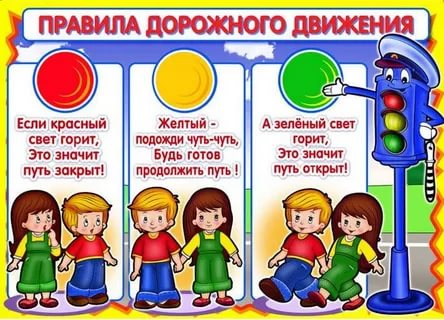 ПРАВИЛА ДОРОЖНОГО ДВИЖЕНИЯ
Если красный
свет горит,
Это значит
путь закрыт!
Желтый -
подожди чуть-чуть,
Будь готов
продолжить путь !
А зелёный свет
горит,
Это значит
путь открыт!